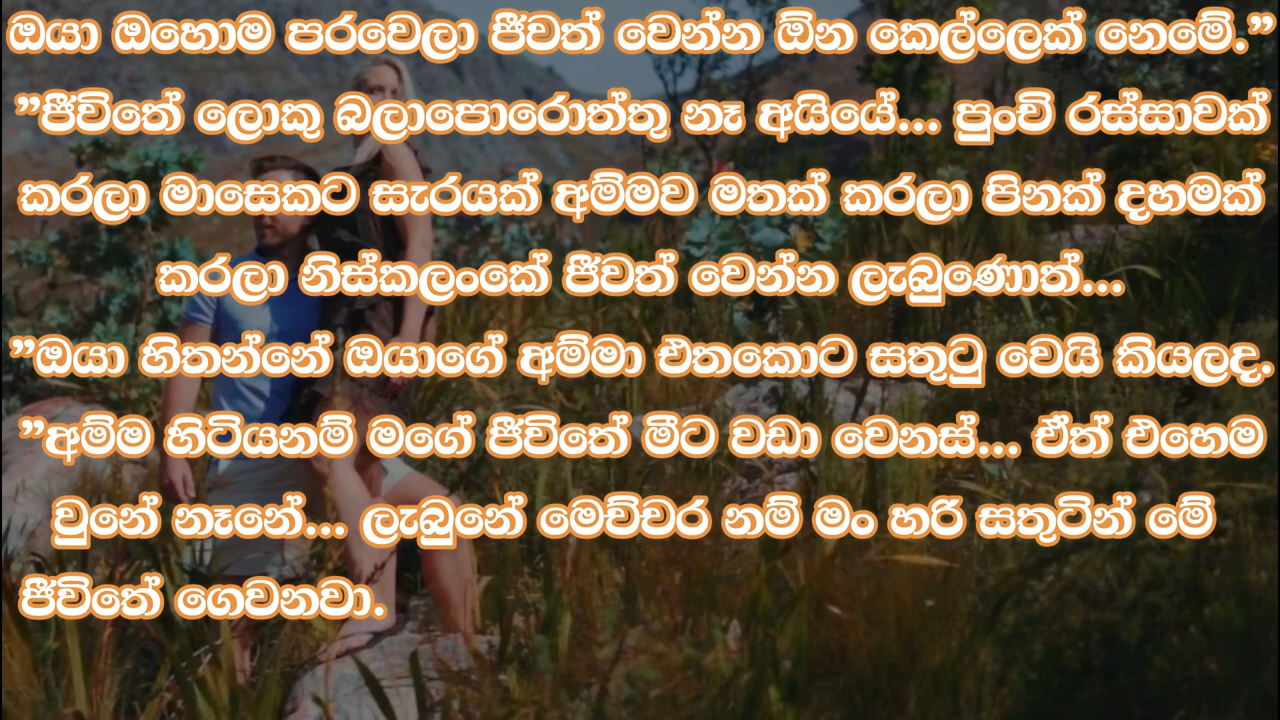 ඔයා ඔහොම පරවෙලා ජීවත් වෙන්න ඕන කෙල්ලෙක් නෙමේ.”
”ජීවිතේ ලොකු බලාපොරොත්තු නෑ අයියේ... පුංචි රස්සාවක්
කරලා මාසෙකට සැරයක් අම්මව මතක් කරලා පිනක් දහමක්
කරලා නිස්කලංකේ ජීවත් වෙන්න ලැබුණොත්...
”ඔයා හිතන්නේ ඔයාගේ අම්මා එතකොට සතුටු වෙයි කියලද.
”අම්ම හිටියනම් මගේ ජීවිතේ මීට වඩා වෙනස්... ඒත් එහෙම
වුනේ නෑනේ... ලැබුනේ මෙච්චර නම් මං හරි සතුටින් මේ
ජීවිතේ ගෙවනවා.